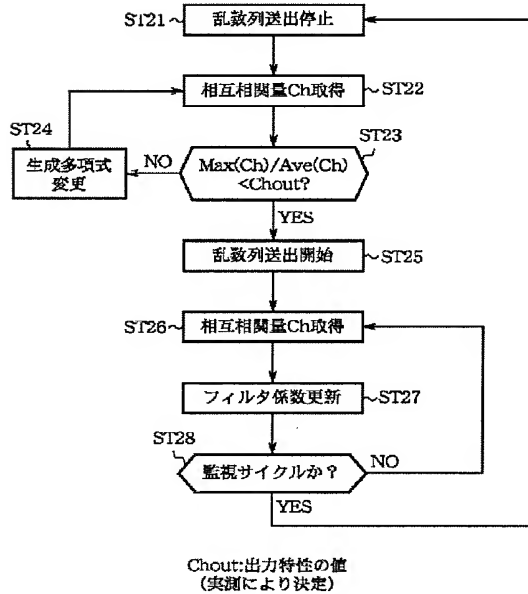 ST21
乱数列送出停止
相互相関量Ch取得
ST22
ST24
生成多項式
変更
NO
ST23
Max(Ch)/Ave(Ch)
<Chout?
YES
乱数列送出開始
ST25
ST26
相互相関量Ch取得
フィルタ係数更新
ST27
ST28
監視サイクルか？
NO
YES
Chout:出力特性の値
(実測により決定)